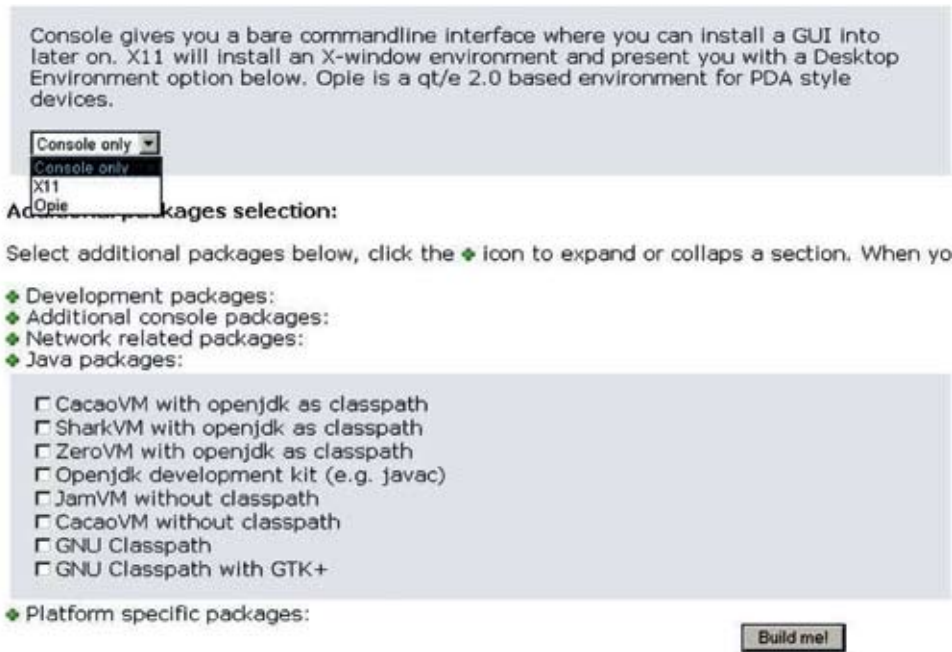 Console gives you a bare commandline interface where you can install a GUI into
later on. X11 will install an X-window environment and present you with a Desktop
Environment option below. Opie is a qt/e 2.0 based environment for PDA style
devices.
Console only
Console only
X11
Opie
packages selection:
Select additional packages below, click the icon to expand or collaps a section. When yo
Development packages:
Additional console packages:
Network related packages:
Java packages:
CacaoVM with openjdk as classpath
SharkVM with openjdk as classpath
ZeroVM with openjdk as classpath
Openjdk development kit (e.g. javac)
JamVM without classpath
CacaoVM without classpath
GNU Classpath
GNU Classpath with GTK+
Platform specific packages:
Build me!